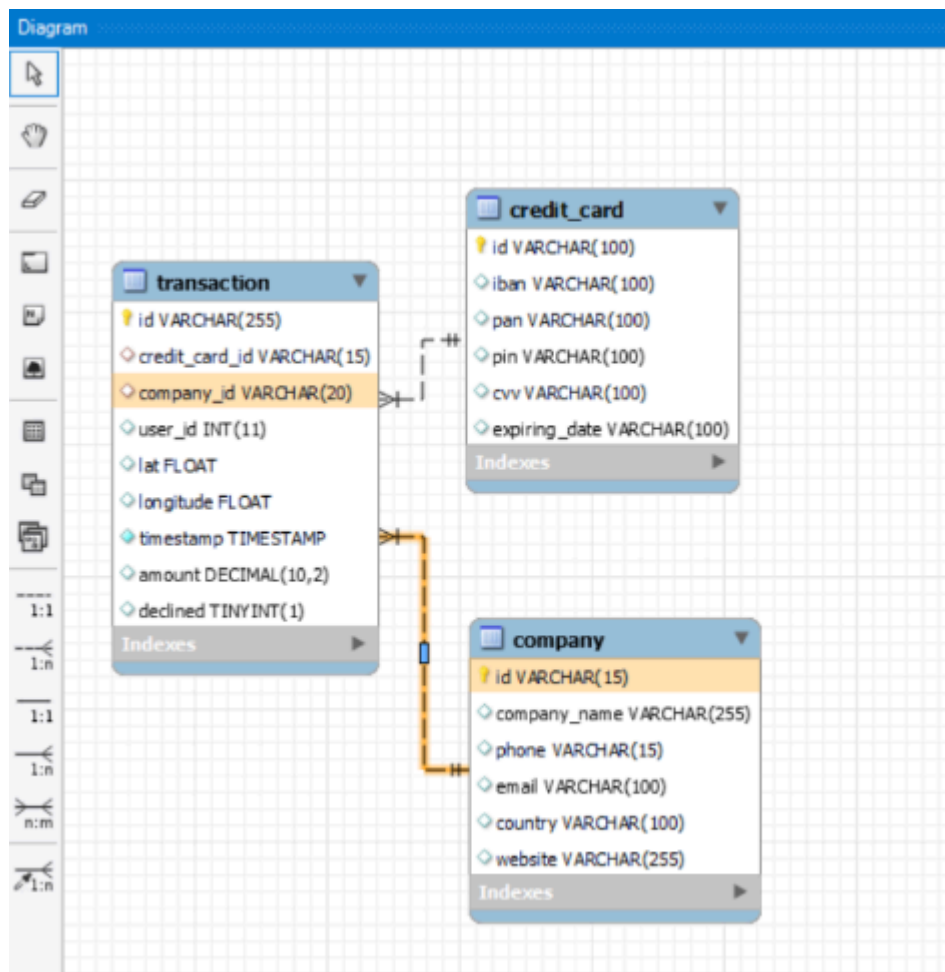 Diagram
transaction
id VARCHAR(255)
credit_card_id VARCHAR(15)
company_id VARCHAR(20)
user_id INT(11)
lat FLOAT
longitude FLOAT
timestamp TIMESTAMP
amount DECIMAL(10,2)
declined TINYINT(1)
Indexes
credit_card
id VARCHAR(100)
iban VARCHAR(100)
pan VARCHAR(100)
pin VARCHAR(100)
cvv VARCHAR(100)
expiring_date VARCHAR(100)
Indexes
company
id VARCHAR(15)
company_name VARCHAR(255)
phone VARCHAR(15)
email VARCHAR(100)
country VARCHAR(100)
website VARCHAR(255)
Indexes
1:1
1:n
1:1
1:n
n:m
1:n